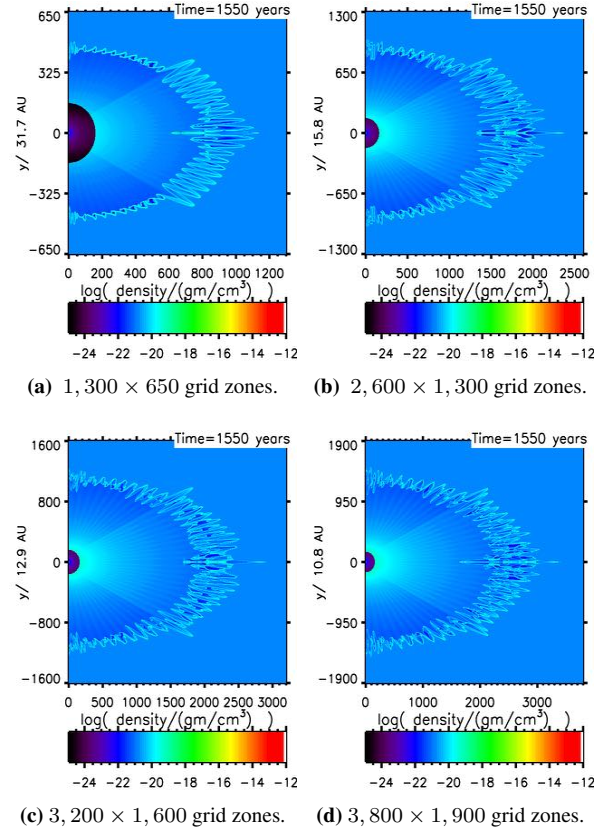 Time=1550 years
650
325
0
-325
-650
y/ 31.7 AU
0 200 400 600 800 1000 1200
log( density/(gm/cm³) )
-24 -22 -20 -18 -16 -14 -12
(a) 1, 300 × 650 grid zones.
Time=1550 years
1300
650
0
-650
-1300
y/ 15.8 AU
0 500 1000 1500 2000 2500
log( density/(gm/cm³) )
-24 -22 -20 -18 -16 -14 -12
(b) 2, 600 × 1, 300 grid zones.
Time=1550 years
1600
800
0
-800
-1600
y/ 12.9 AU
0 500 1000 1500 2000 2500 3000
log( density/(gm/cm³) )
-24 -22 -20 -18 -16 -14 -12
(c) 3, 200 × 1, 600 grid zones.
Time=1550 years
1900
950
0
-950
-1900
y/ 10.8 AU
0 1000 2000 3000
log( density/(gm/cm³) )
-24 -22 -20 -18 -16 -14 -12
(d) 3, 800 × 1, 900 grid zones.